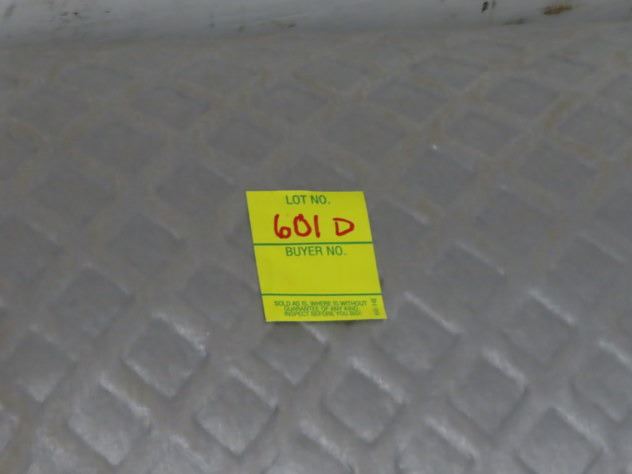 LOT NO.
601 D
BUYER NO.
SOLD AS IS, WHERE IS WITHOUT
GUARANTEE OF ANY KIND.
INSPECT BEFORE YOU BID!